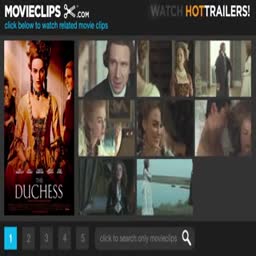 MOVIECLIPS .COM
WATCH HOTTRAILERS!
click below to watch related movie clips
THE
DUCHESS
1 2 3 4 5
click to search only movieclips